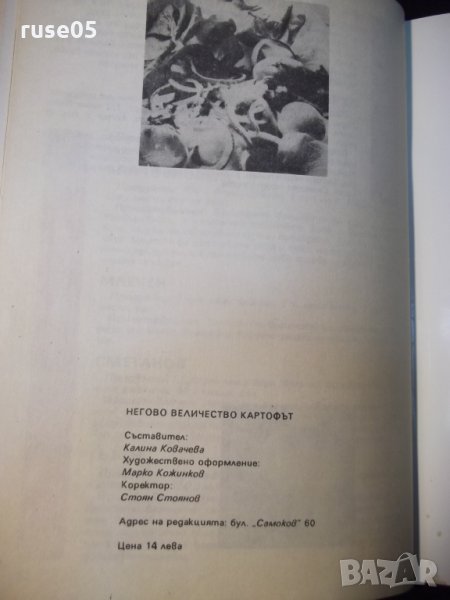 ruse05
НЕГОВО ВЕЛИЧЕСТВО КАРТОФЪТ
Съставител:
Калина Ковачева
Художествено оформление:
Марко Кожинков
Коректор:
Стоян Стоянов
Адрес на редакцията: бул. „Самоков" 60
Цена 14 лева
BAZAR